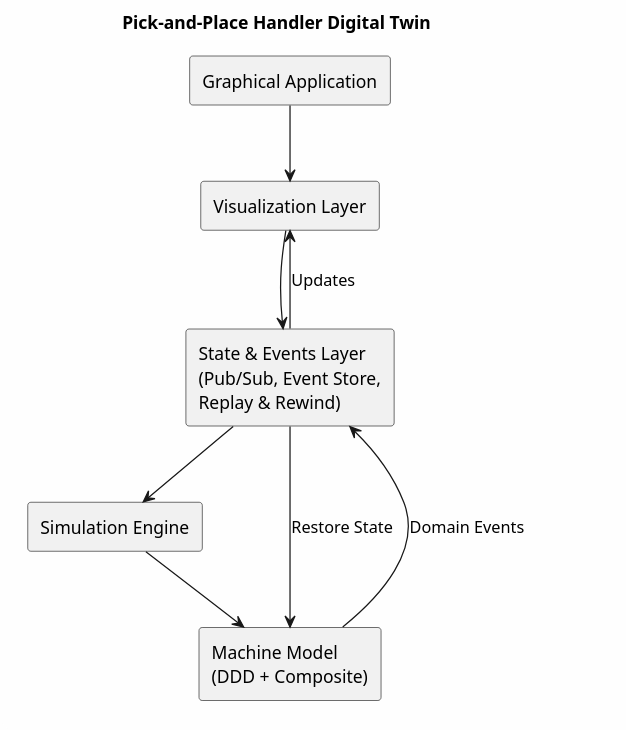 Pick-and-Place Handler Digital Twin
Graphical Application
Visualization Layer
Updates
State & Events Layer
(Pub/Sub, Event Store,
Replay & Rewind)
Simulation Engine
Restore State
Domain Events
Machine Model
(DDD + Composite)